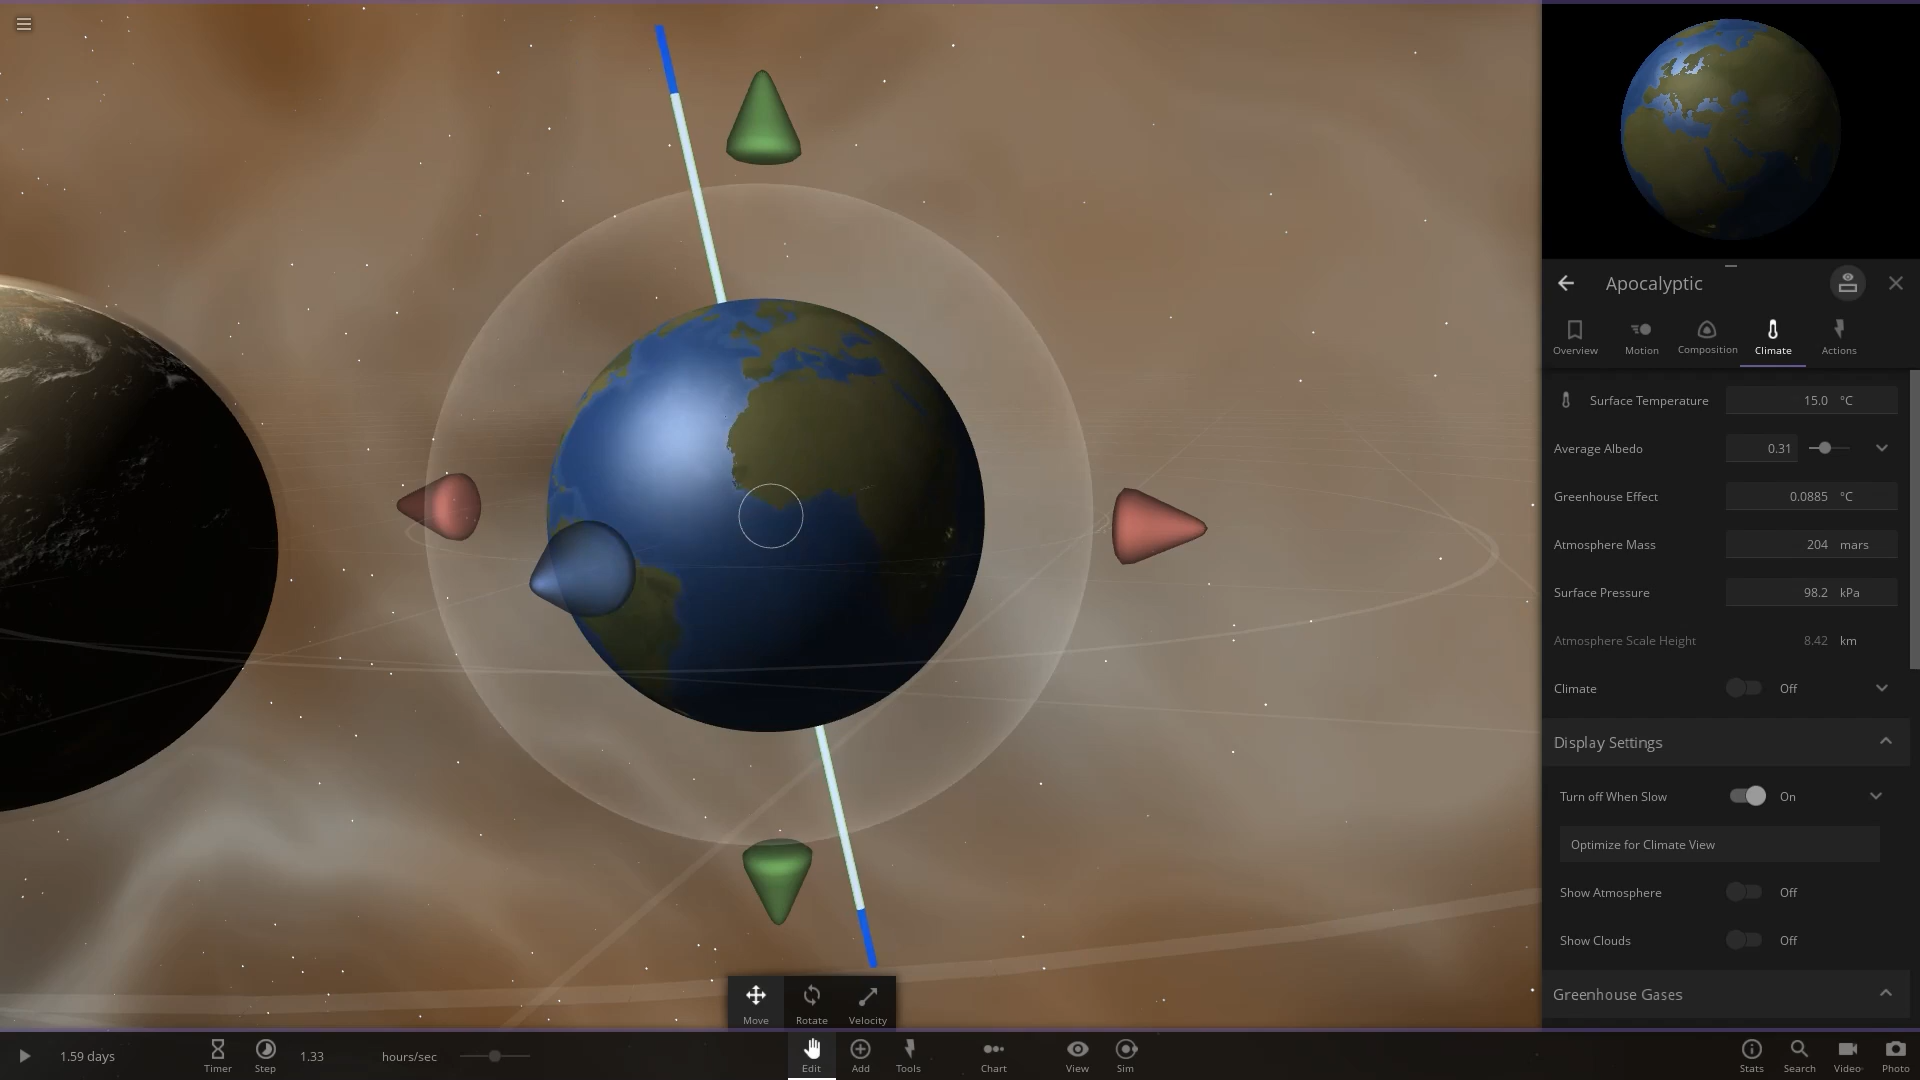 Apocalyptic
Overview Motion Composition Climate Actions
Surface Temperature 15.0 °C
Average Albedo 0.31
Greenhouse Effect 0.0885 °C
Atmosphere Mass 204 mars
Surface Pressure 98.2 kPa
Atmosphere Scale Height 8.42 km
Climate Off
Display Settings
Turn off When Slow On
Optimize for Climate View
Show Atmosphere Off
Show Clouds Off
Greenhouse Gases
Move Rotate Velocity
1.59 days Timer Step 1.33 hours/sec Edit Add Tools Chart View Sim Stats Search Video Photo